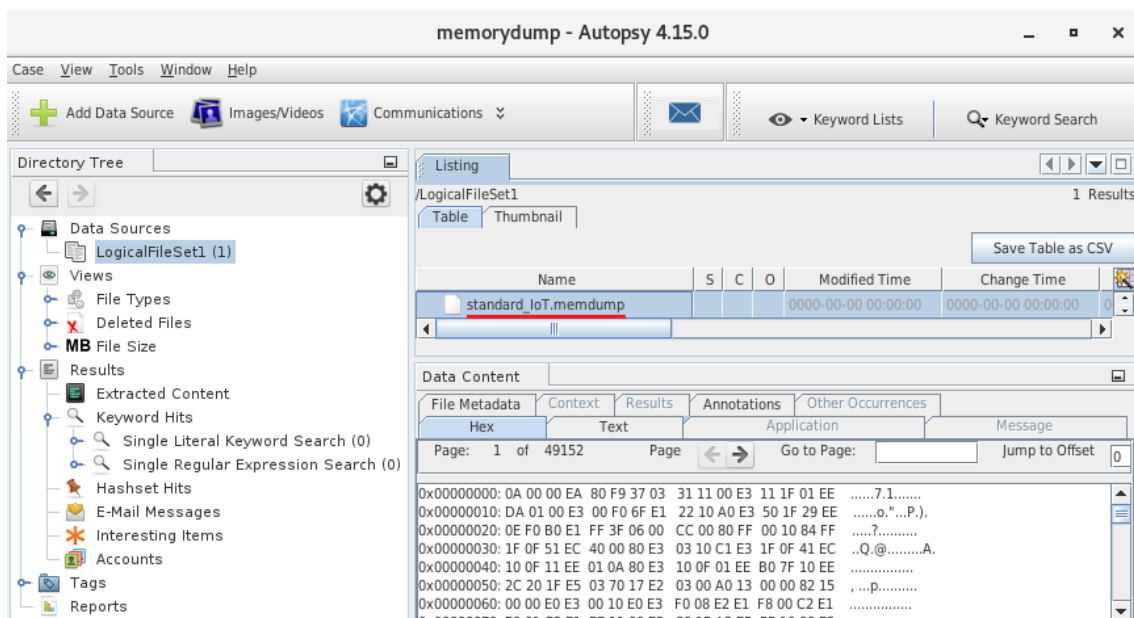 memorydump - Autopsy 4.15.0
Case View Tools Window Help
Add Data Source Images/Videos Communications Keyword Lists Keyword Search
Directory Tree
Data Sources
LogicalFileSet1 (1)
Views
File Types
Deleted Files
MB File Size
Results
Extracted Content
Keyword Hits
Single Literal Keyword Search (0)
Single Regular Expression Search (0)
Hashset Hits
E-Mail Messages
Interesting Items
Accounts
Tags
Reports
Listing
/LogicalFileSet1 1 Results
Table Thumbnail
Save Table as CSV
Name S C O Modified Time Change Time
standard_IoT.memdump 0000-00-00 00:00:00 0000-00-00 00:00:00 0
Data Content
File Metadata Context Results Annotations Other Occurrences
Hex Text Application Message
Page: 1 of 49152 Page Go to Page: Jump to Offset 0
0x00000000: 0A 00 00 EA 80 F9 37 03 31 11 00 E3 11 1F 01 EE ......7.1.......
0x00000010: DA 01 00 E3 00 F0 6F E1 22 10 A0 E3 50 1F 29 EE ......o."...P.).
0x00000020: 0E F0 B0 E1 FF 3F 06 00 CC 00 80 FF 00 10 84 FF .....?..........
0x00000030: 1F 0F 51 EC 40 00 80 E3 03 10 C1 E3 1F 0F 41 EC ..Q.@.........A.
0x00000040: 10 0F 11 EE 01 0A 80 E3 10 0F 01 EE B0 7F 10 EE ................
0x00000050: 2C 20 1F E5 03 70 17 E2 03 00 A0 13 00 00 82 15 , ...p..........
0x00000060: 00 00 E0 E3 00 10 E0 E3 F0 08 E2 E1 F8 00 C2 E1 ................